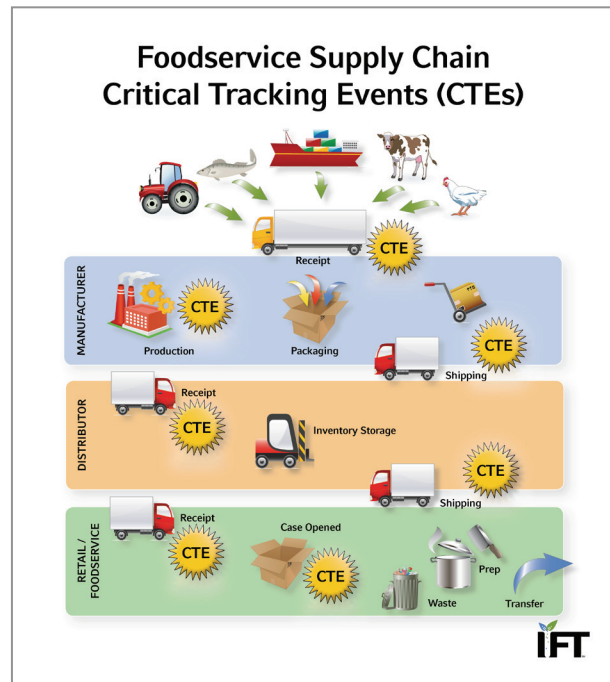 Foodservice Supply Chain
Critical Tracking Events (CTEs)
Receipt
CTE
MANUFACTURER
CTE
Production
Packaging
CTE
Shipping
DISTRIBUTOR
Receipt
CTE
Inventory Storage
CTE
Shipping
RETAIL /
FOODSERVICE
Receipt
CTE
Case Opened
CTE
Waste
Prep
Transfer
IFT